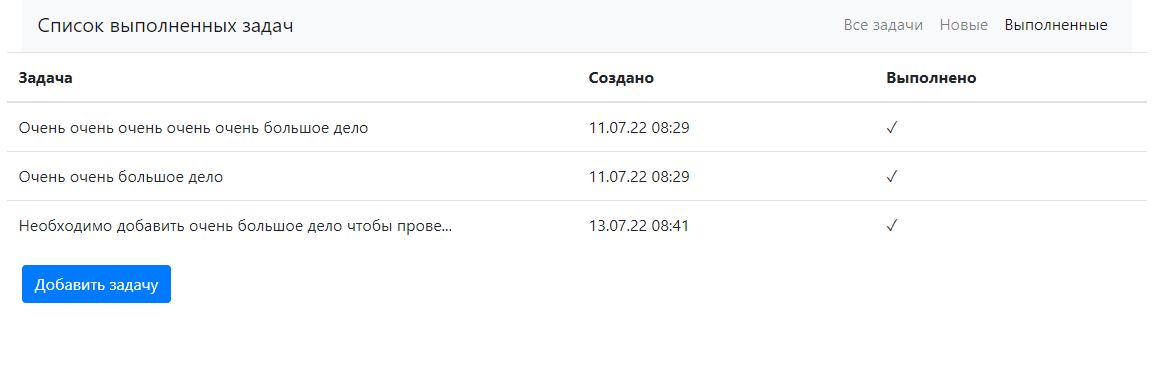 Список выполненных задач Все задачи Новые Выполненные
Задача Создано Выполнено
Очень очень очень очень очень большое дело 11.07.22 08:29 ✓
Очень очень большое дело 11.07.22 08:29 ✓
Необходимо добавить очень большое дело чтобы прове... 13.07.22 08:41 ✓
Добавить задачу